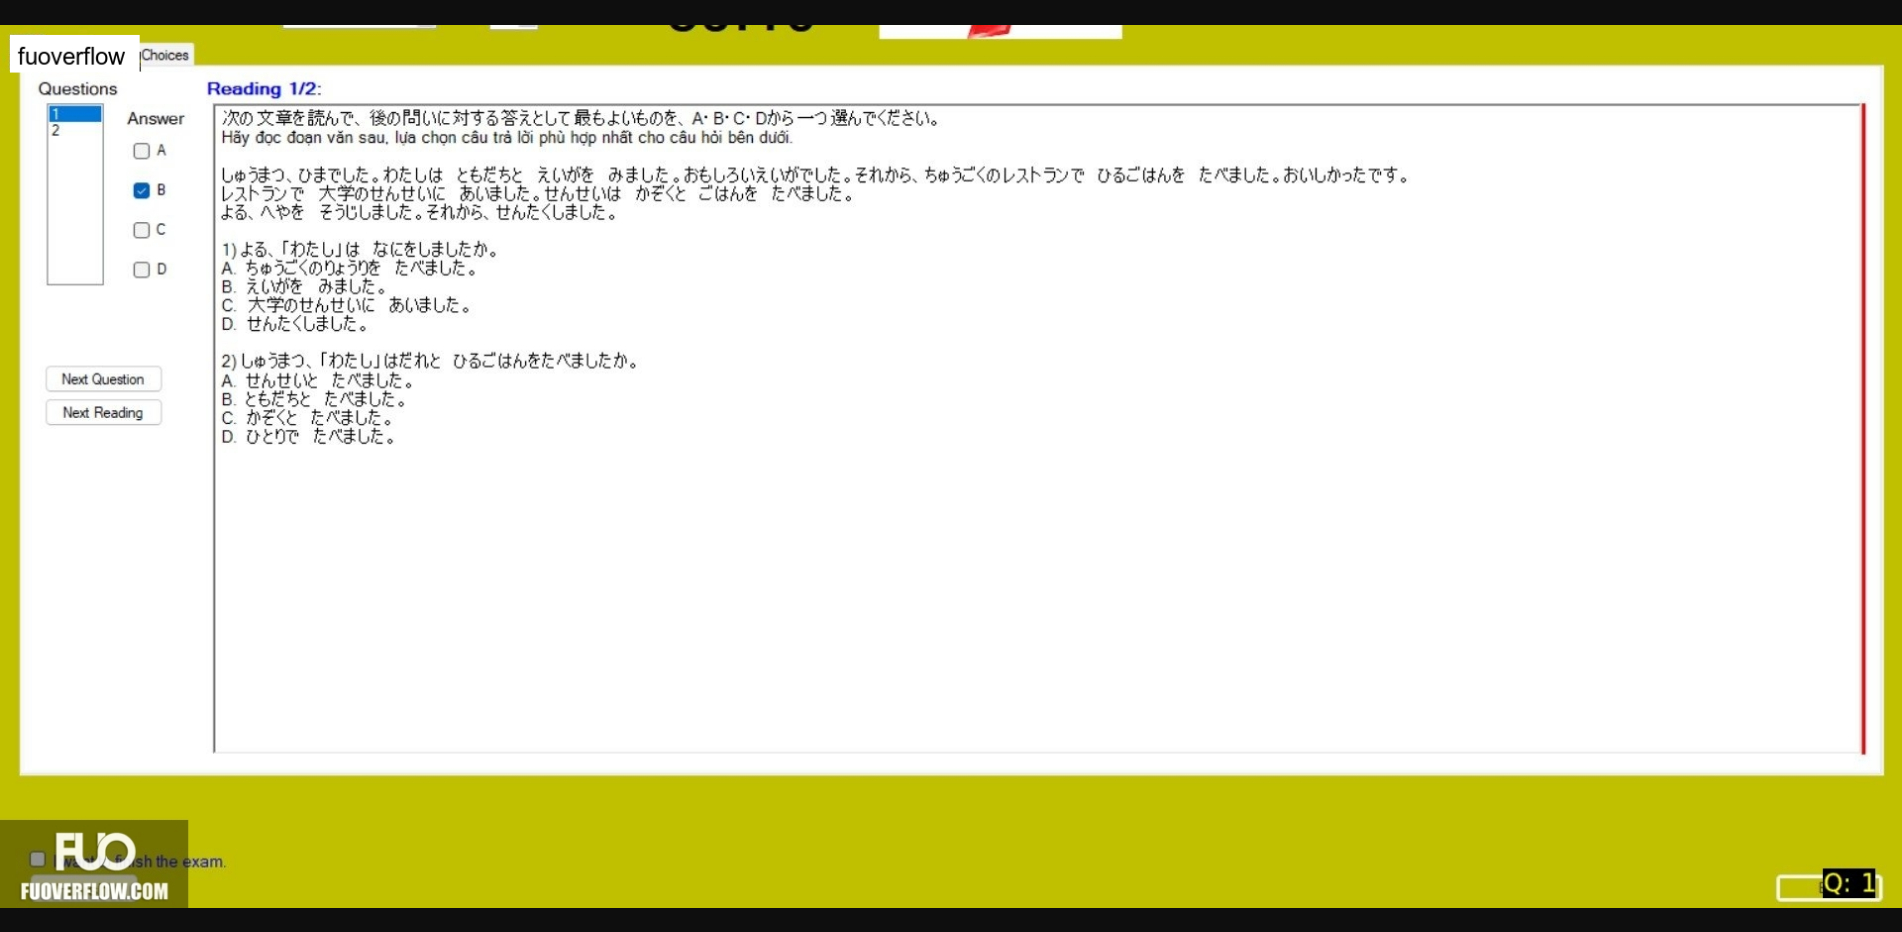 fuoverflow
Choices
Questions
Reading 1/2:
1
2
Answer
A
B
C
D
Next Question
Next Reading
次の文章を読んで、後の問いに対する答えとして最もよいものを、A・B・C・Dから一つ選んでください。
Hãy đọc đoạn văn sau, lựa chọn câu trả lời phù hợp nhất cho câu hỏi bên dưới.
しゅうまつ、ひまでした。わたしは ともだちと えいがを みました。おもしろいえいがでした。それから、ちゅうごくのレストランで ひるごはんを たべました。おいしかったです。
レストランで 大学のせんせいに あいました。せんせいは かぞくと ごはんを たべました。
よる、へやを そうじしました。それから、せんたくしました。
1) よる、「わたし」は なにをしましたか。
A. ちゅうごくのりょうりを たべました。
B. えいがを みました。
C. 大学のせんせいに あいました。
D. せんたくしました。
2) しゅうまつ、「わたし」はだれと ひるごはんをたべましたか。
A. せんせいと たべました。
B. ともだちと たべました。
C. かぞくと たべました。
D. ひとりで たべました。
FUO
finish the exam.
FUOVERFLOW.COM
Q: 1